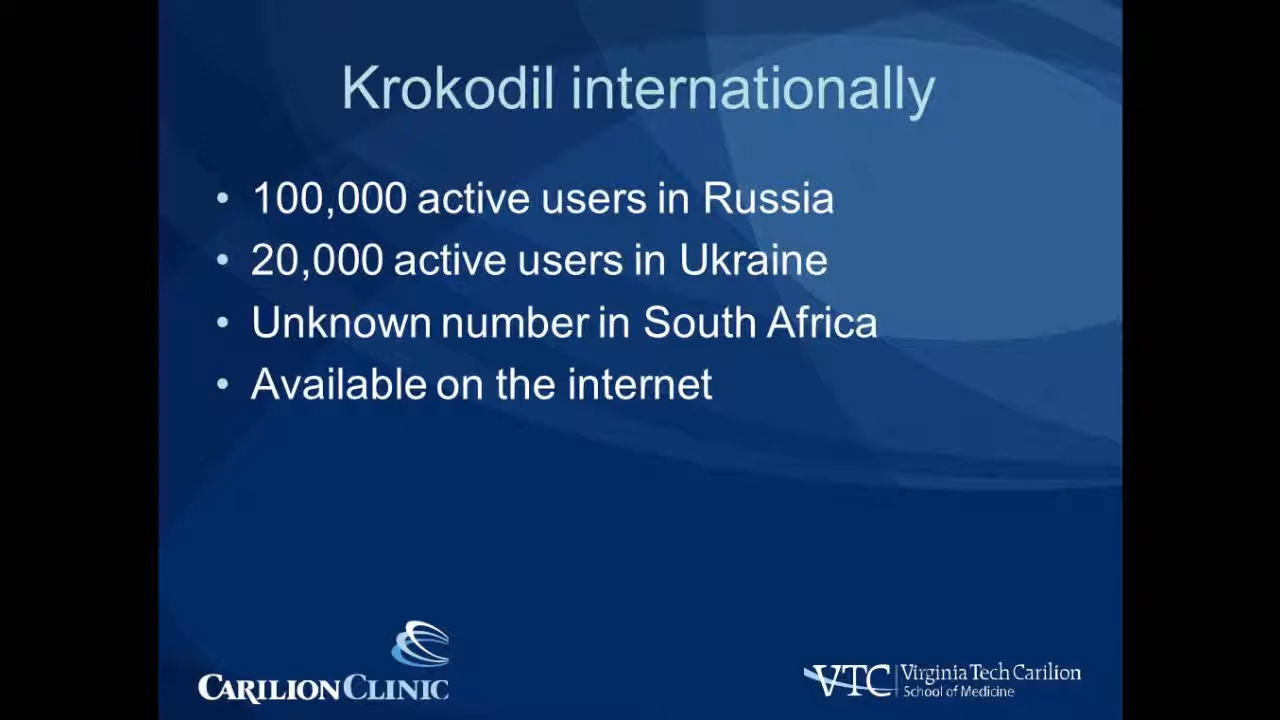 Krokodil internationally
• 100,000 active users in Russia
• 20,000 active users in Ukraine
• Unknown number in South Africa
• Available on the internet
CARILION CLINIC
VTC Virginia Tech Carilion
School of Medicine